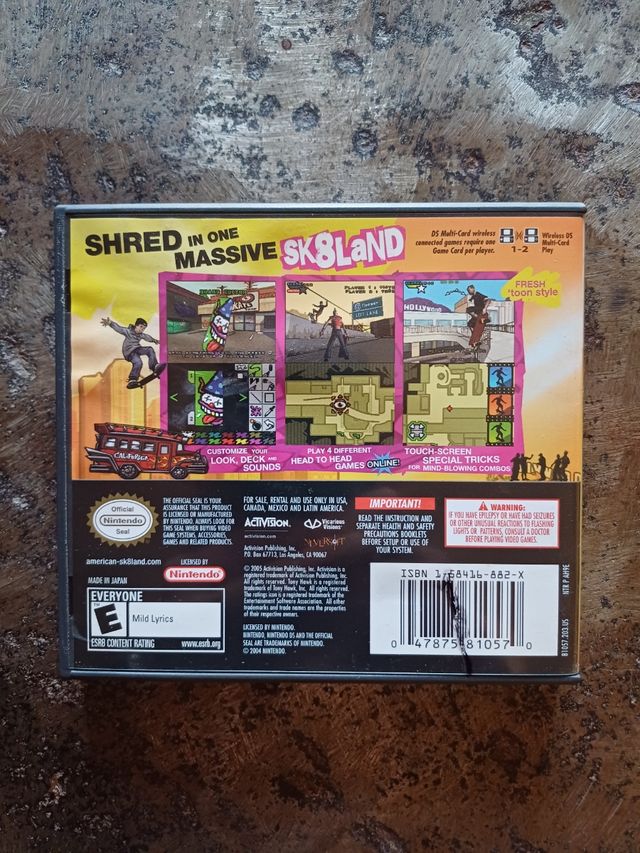 SHRED IN ONE
MASSIVE SK8LAND
DS Multi-Card wireless
connected games require one
Game Card per player.
1-2
Wireless DS
Multi-Card
Play
FRESH
'toon style
HOLLYWOOD
CALIFORNIA
CUSTOMIZE YOUR
LOOK, DECK AND
SOUNDS
PLAY 4 DIFFERENT
HEAD TO HEAD
GAMES ONLINE!
TOUCH-SCREEN
SPECIAL TRICKS
FOR MIND-BLOWING COMBOS
Official
Nintendo
Seal
THE OFFICIAL SEAL IS YOUR
ASSURANCE THAT THIS PRODUCT
IS LICENSED OR MANUFACTURED
BY NINTENDO. ALWAYS LOOK FOR
THIS SEAL WHEN BUYING VIDEO
GAME SYSTEMS, ACCESSORIES,
GAMES AND RELATED PRODUCTS.
american-sk8land.com
LICENSED BY
Nintendo
MADE IN JAPAN
EVERYONE
E
Mild Lyrics
ESRB CONTENT RATING www.esrb.org
FOR SALE, RENTAL AND USE ONLY IN USA,
CANADA, MEXICO AND LATIN AMERICA.
ACTIVISION.
activision.com
Vicarious
Visions
NEVERSOFT
Activision Publishing, Inc.
P.O. Box 67713, Los Angeles, CA 90067
© 2005 Activision Publishing, Inc. Activision is a
registered trademark of Activision Publishing, Inc.
All rights reserved. Tony Hawk is a registered
trademark of Tony Hawk, Inc. All rights reserved.
The ratings icon is a registered trademark of the
Entertainment Software Association. All other
trademarks and trade names are the properties
of their respective owners.
LICENSED BY NINTENDO.
NINTENDO, NINTENDO DS AND THE OFFICIAL
SEAL ARE TRADEMARKS OF NINTENDO.
© 2004 NINTENDO.
IMPORTANT!
READ THE INSTRUCTION AND
SEPARATE HEALTH AND SAFETY
PRECAUTIONS BOOKLETS
BEFORE SETUP OR USE OF
YOUR SYSTEM.
WARNING:
IF YOU HAVE EPILEPSY OR HAVE HAD SEIZURES
OR OTHER UNUSUAL REACTIONS TO FLASHING
LIGHTS OR PATTERNS, CONSULT A DOCTOR
BEFORE PLAYING VIDEO GAMES.
ISBN 1-58416-882-X
0 47875 81057 0
81057.203.US
NTR P AH9E